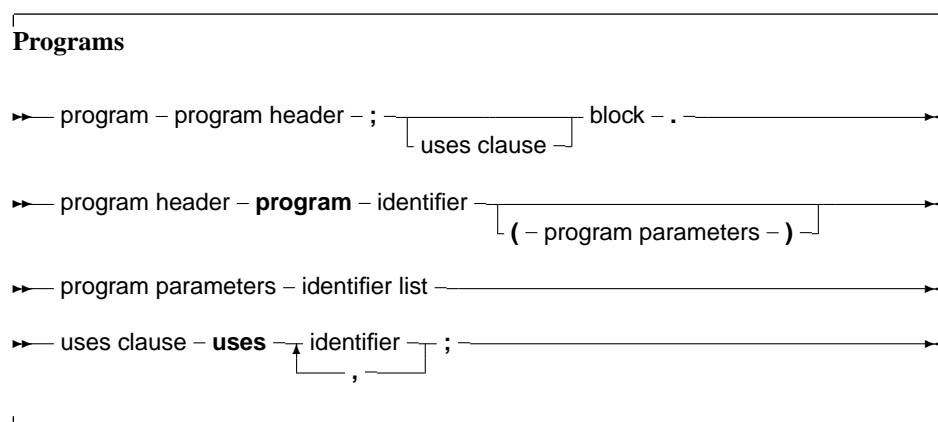 Programs
program – program header – ; – block – .
uses clause
program header – program – identifier –
( – program parameters – )
program parameters – identifier list
uses clause – uses – identifier – ;
,